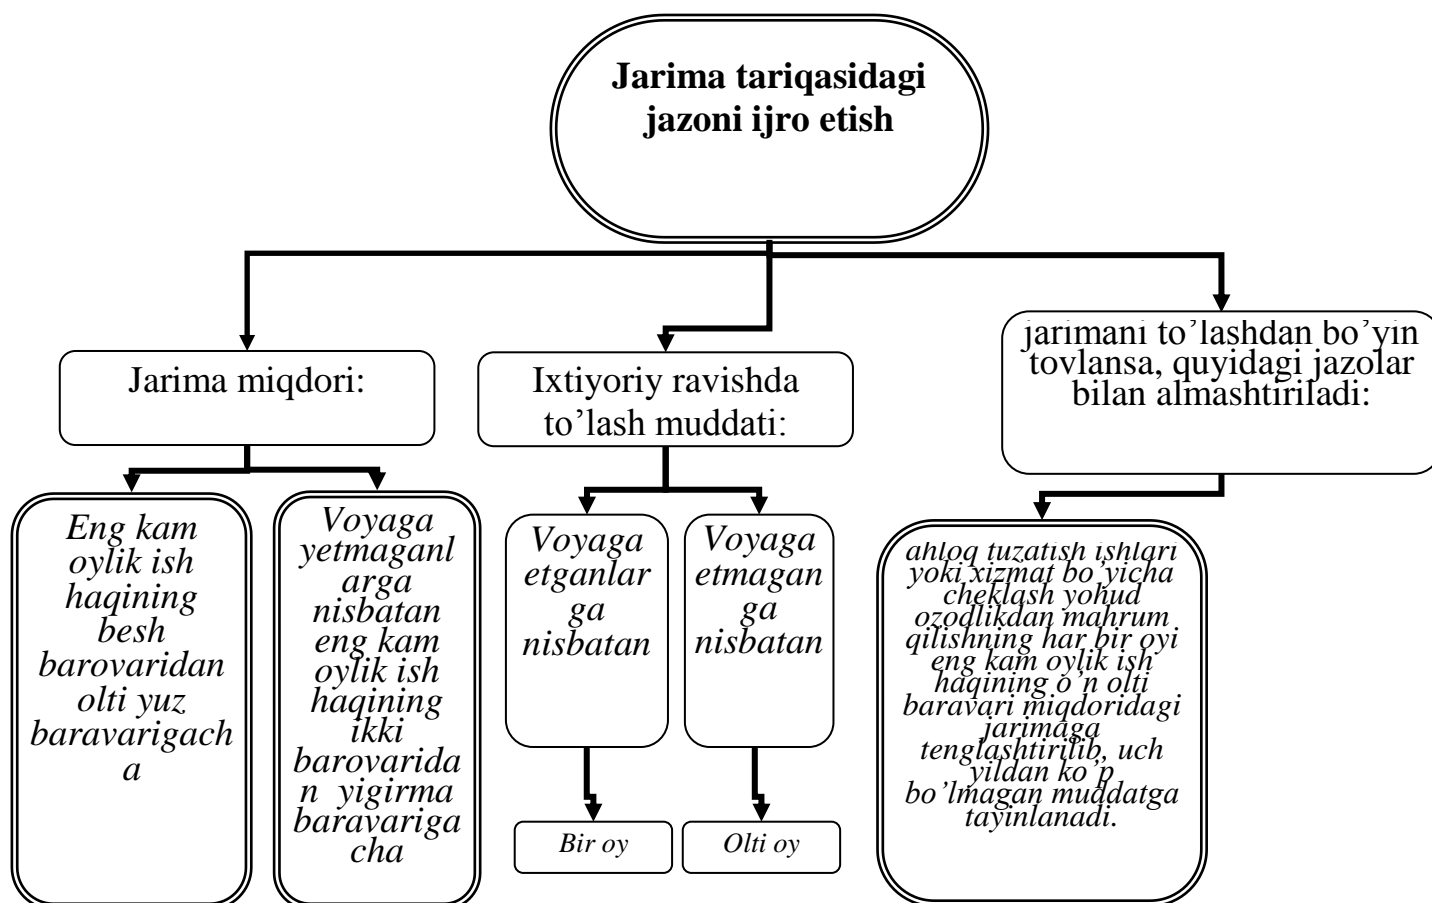 Jarima tariqasidagi
jazoni ijro etish
Jarima miqdori:
Ixtiyoriy ravishda
to’lash muddati:
jarimani to’lashdan bo’yin
tovlansa, quyidagi jazolar
bilan almashtiriladi:
Eng kam
oylik ish
haqining
besh
barovaridan
olti yuz
baravarigach
a
Voyaga
yetmaganl
arga
nisbatan
eng kam
oylik ish
haqining
ikki
barovarida
n yigirma
baravariga
cha
Voyaga
etganlar
ga
nisbatan
Voyaga
etmagan
ga
nisbatan
ahloq tuzatish ishlari
yoki xizmat bo’yicha
cheklash yohud
ozodlikdan mahrum
qilishning har bir oyi
eng kam oylik ish
haqining o’n olti
baravari miqdoridagi
jarimaga
tenglashtirilib, uch
yildan ko’p
bo’lmagan muddatga
tayinlanadi.
Bir oy
Olti oy